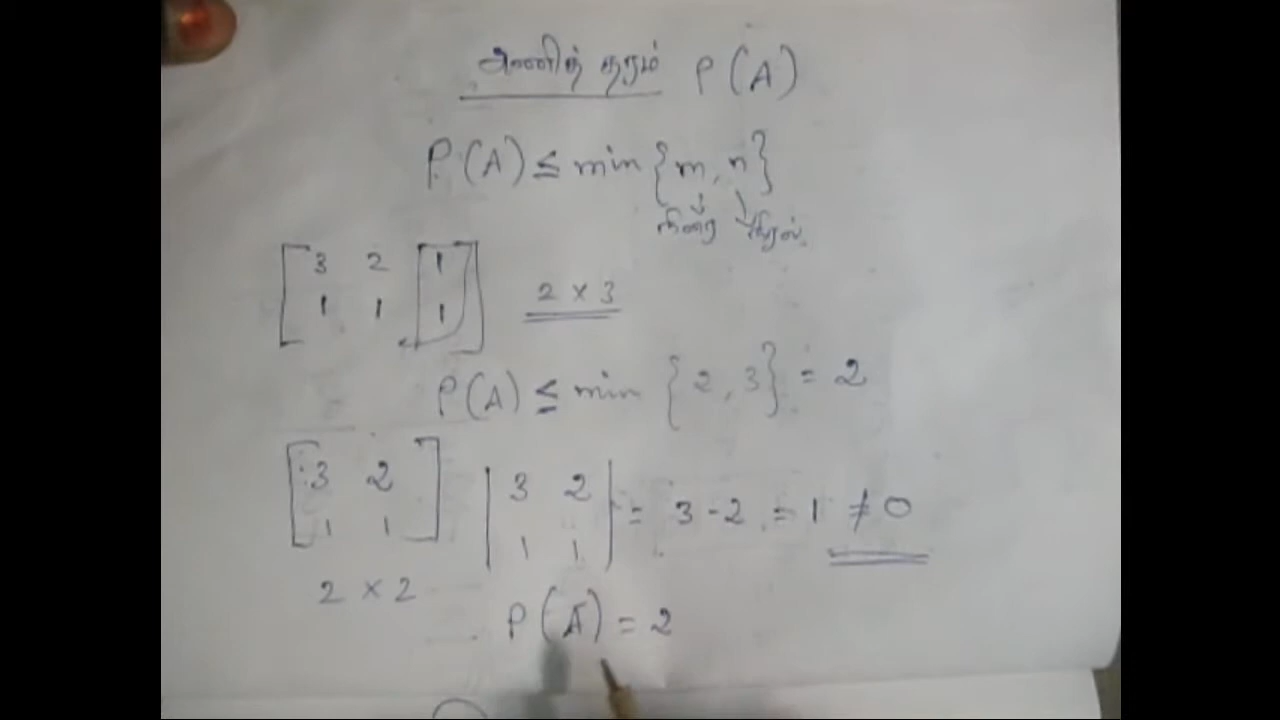 அணித் தரம் ρ(A)
ρ(A) ≤ min {m, n}
நிரை நிரல்
3 2 1
1 1 1
2 × 3
ρ(A) ≤ min {2, 3} = 2
3 2
1 1
2 × 2
3 2
1 1
= 3 - 2 = 1 ≠ 0
ρ(A) = 2